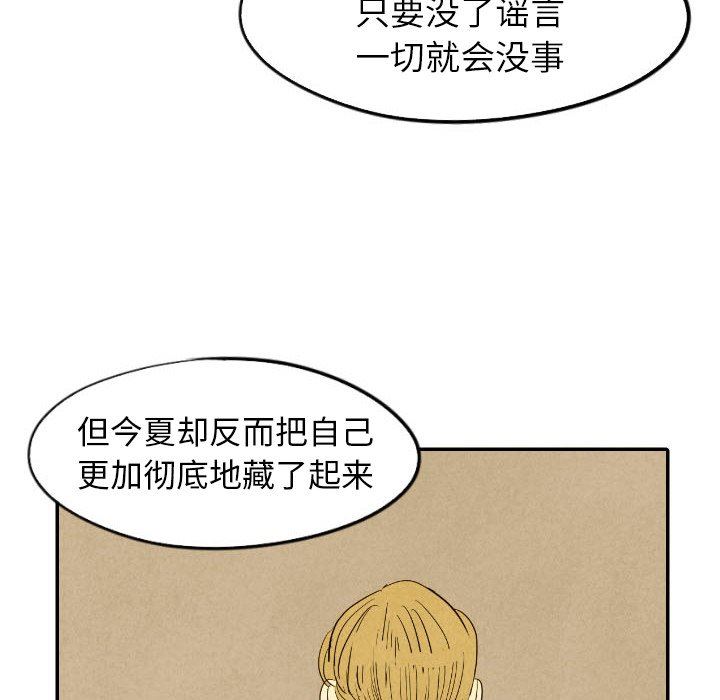 只要没了谣言
一切就会没事
但今夏却反而把自己
更加彻底地藏了起来